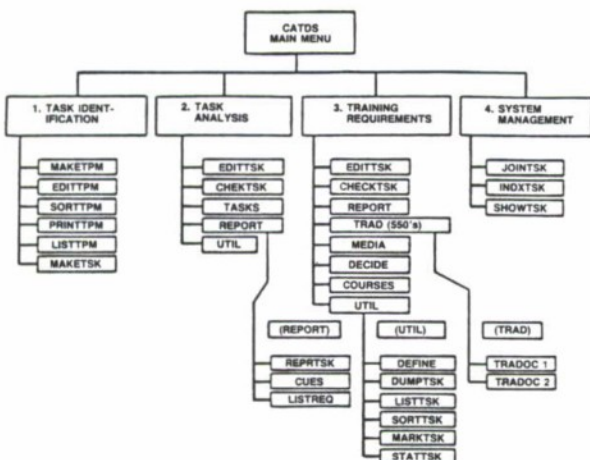 CATDS
MAIN MENU
1. TASK IDENT-
IFICATION
MAKETPM
EDITTPM
SORTTPM
PRINTTPM
LISTTPM
MAKETSK
2. TASK
ANALYSIS
EDITTSK
CHEKTSK
TASKS
REPORT
UTIL
3. TRAINING
REQUIREMENTS
EDITTSK
CHECKTSK
REPORT
TRAD (550's)
MEDIA
DECIDE
COURSES
UTIL
4. SYSTEM
MANAGEMENT
JOINTSK
INDXTSK
SHOWTSK
(REPORT)
REPRTSK
CUES
LISTREQ
(UTIL)
DEFINE
DUMPTSK
LISTTSK
SORTTSK
MARKTSK
STATTSK
(TRAD)
TRADOC 1
TRADOC 2